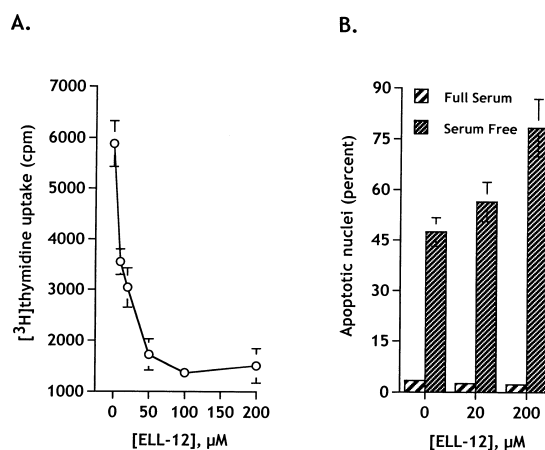 A.
B.
[³H]thymidine uptake (cpm)
7000
6000
5000
3000
3000
2000
1000
0
50
100
150
200
[ELL-12], µM
Apoptotic nuclei (percent)
90
75
60
45
30
15
0
Full Serum
Serum Free
0
20
200
[ELL-12], µM